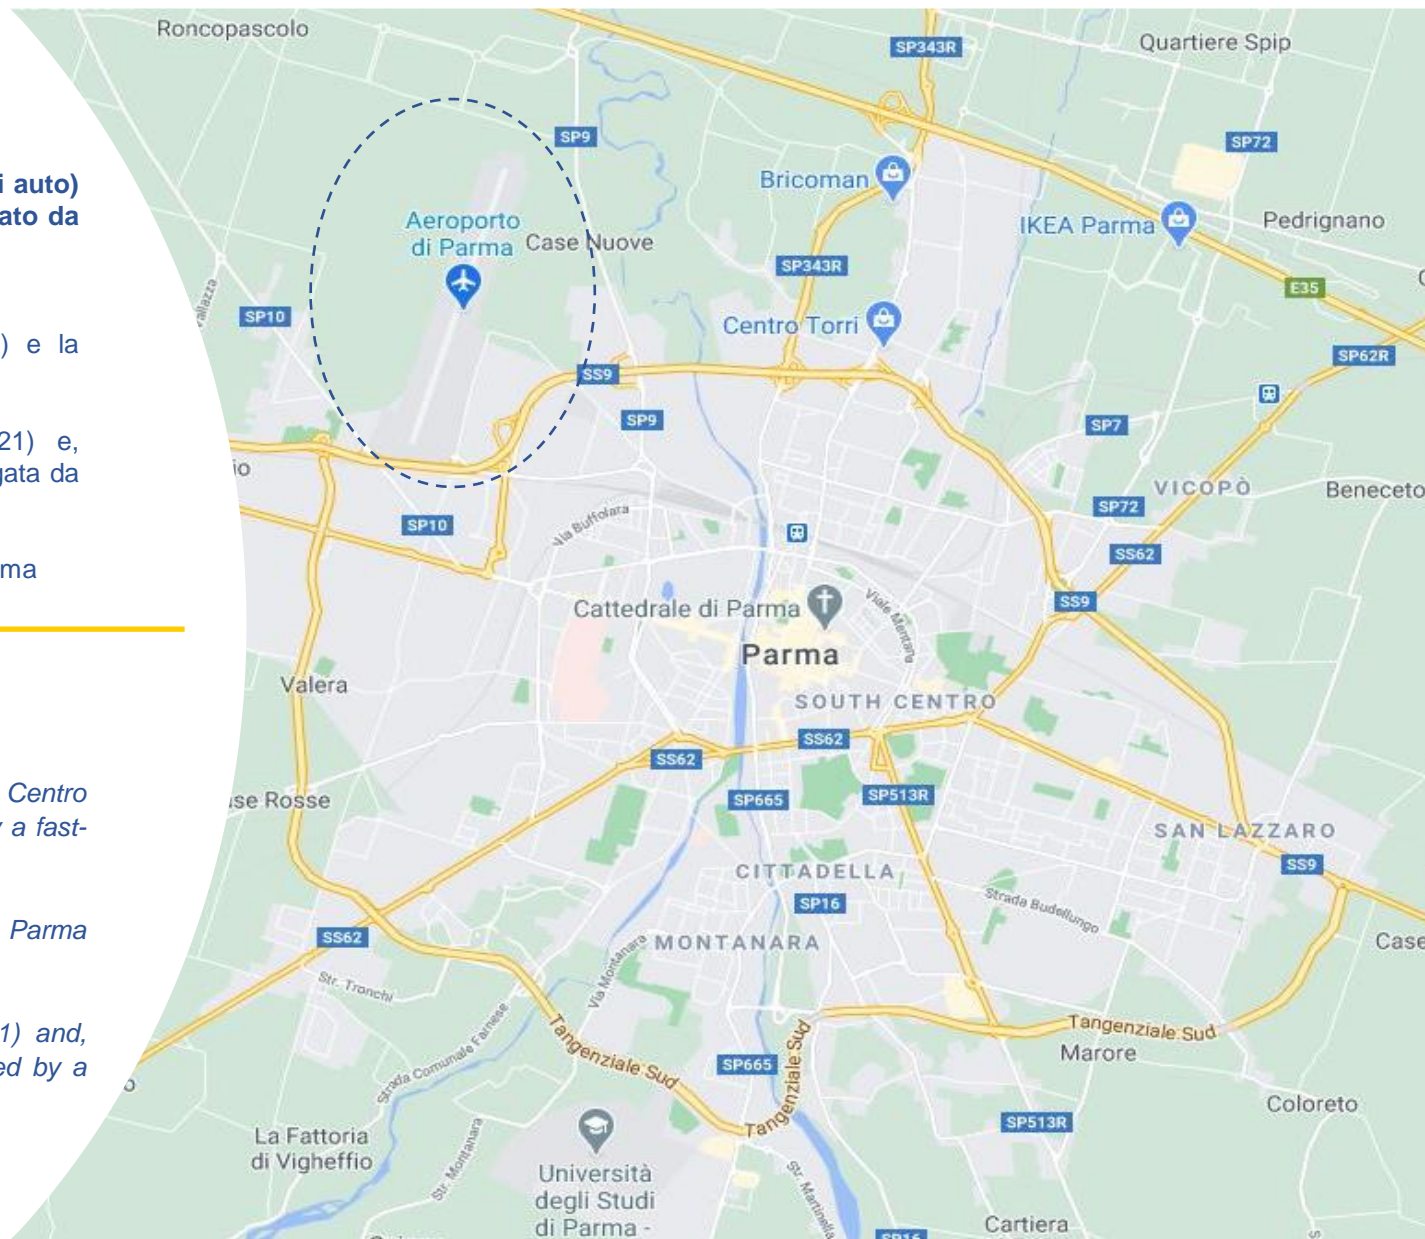 i auto)
ato da
) e la
21) e,
gata da
ma
Centro
a fast-
Parma
1) and,
ed by a
Roncopascolo
SP343R
Quartiere Spip
SP9
SP72
Bricoman
Aeroporto
di Parma
Case Nuove
IKEA Parma
Pedrignano
SP343R
E35
SP10
Centro Torri
SP62R
SS9
SP9
SP7
io
VICOPÒ
Beneceto
SP10
Via Buffolara
SP72
SS62
Cattedrale di Parma
Viale Mentana
SS9
Parma
Valera
SOUTH CENTRO
SS62
SS62
se Rosse
SP665
SP513R
SAN LAZZARO
SS9
CITTADELLA
SP16
Strada Budellungo
SS62
MONTANARA
Case
Via Montanara
Str. Tronchi
Strada Comunale Farnese
Tangenziale Sud
Tangenziale Sud
Tangenziale Sud
Marore
SP665
SP513R
Coloreto
La Fattoria
di Vigheffio
Str. Montanara
Università
degli Studi
di Parma -
Str. Martinella
Cartiera
SP16